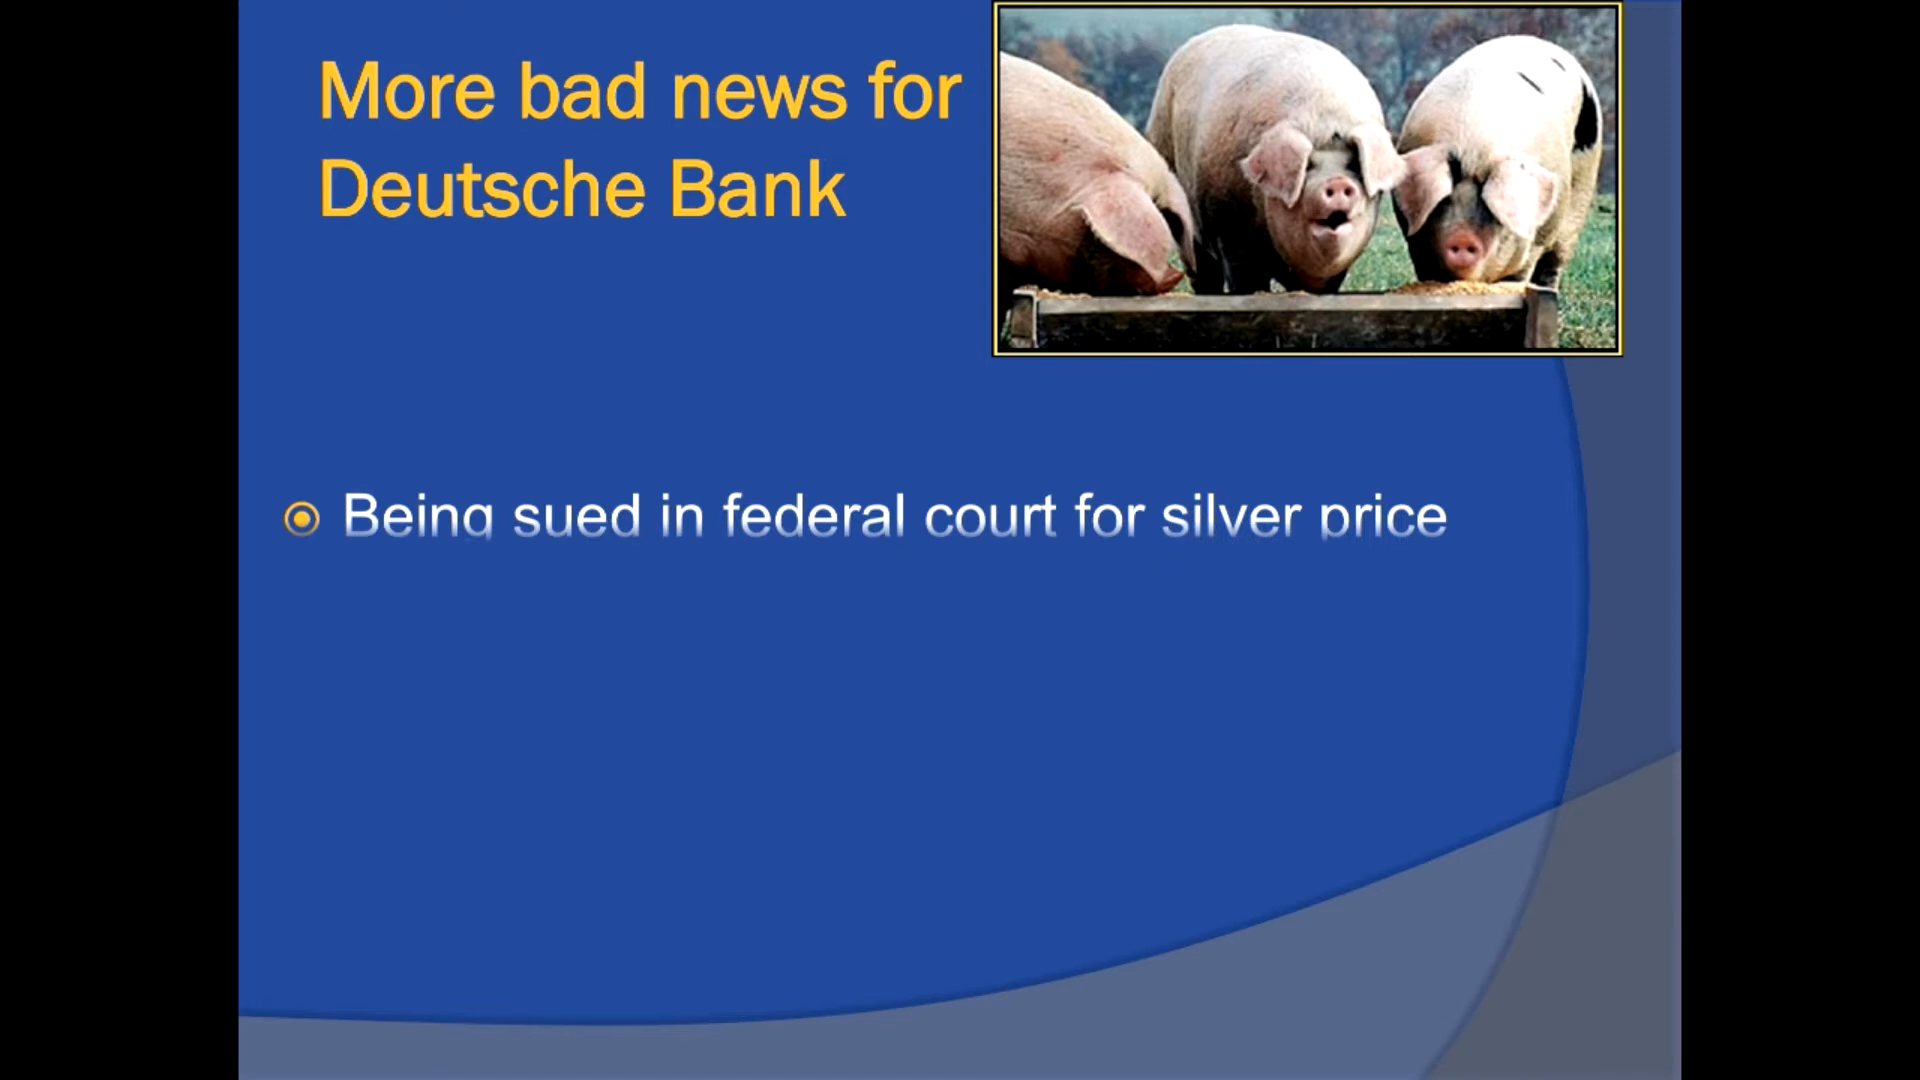 More bad news for
Deutsche Bank
Being sued in federal court for silver price